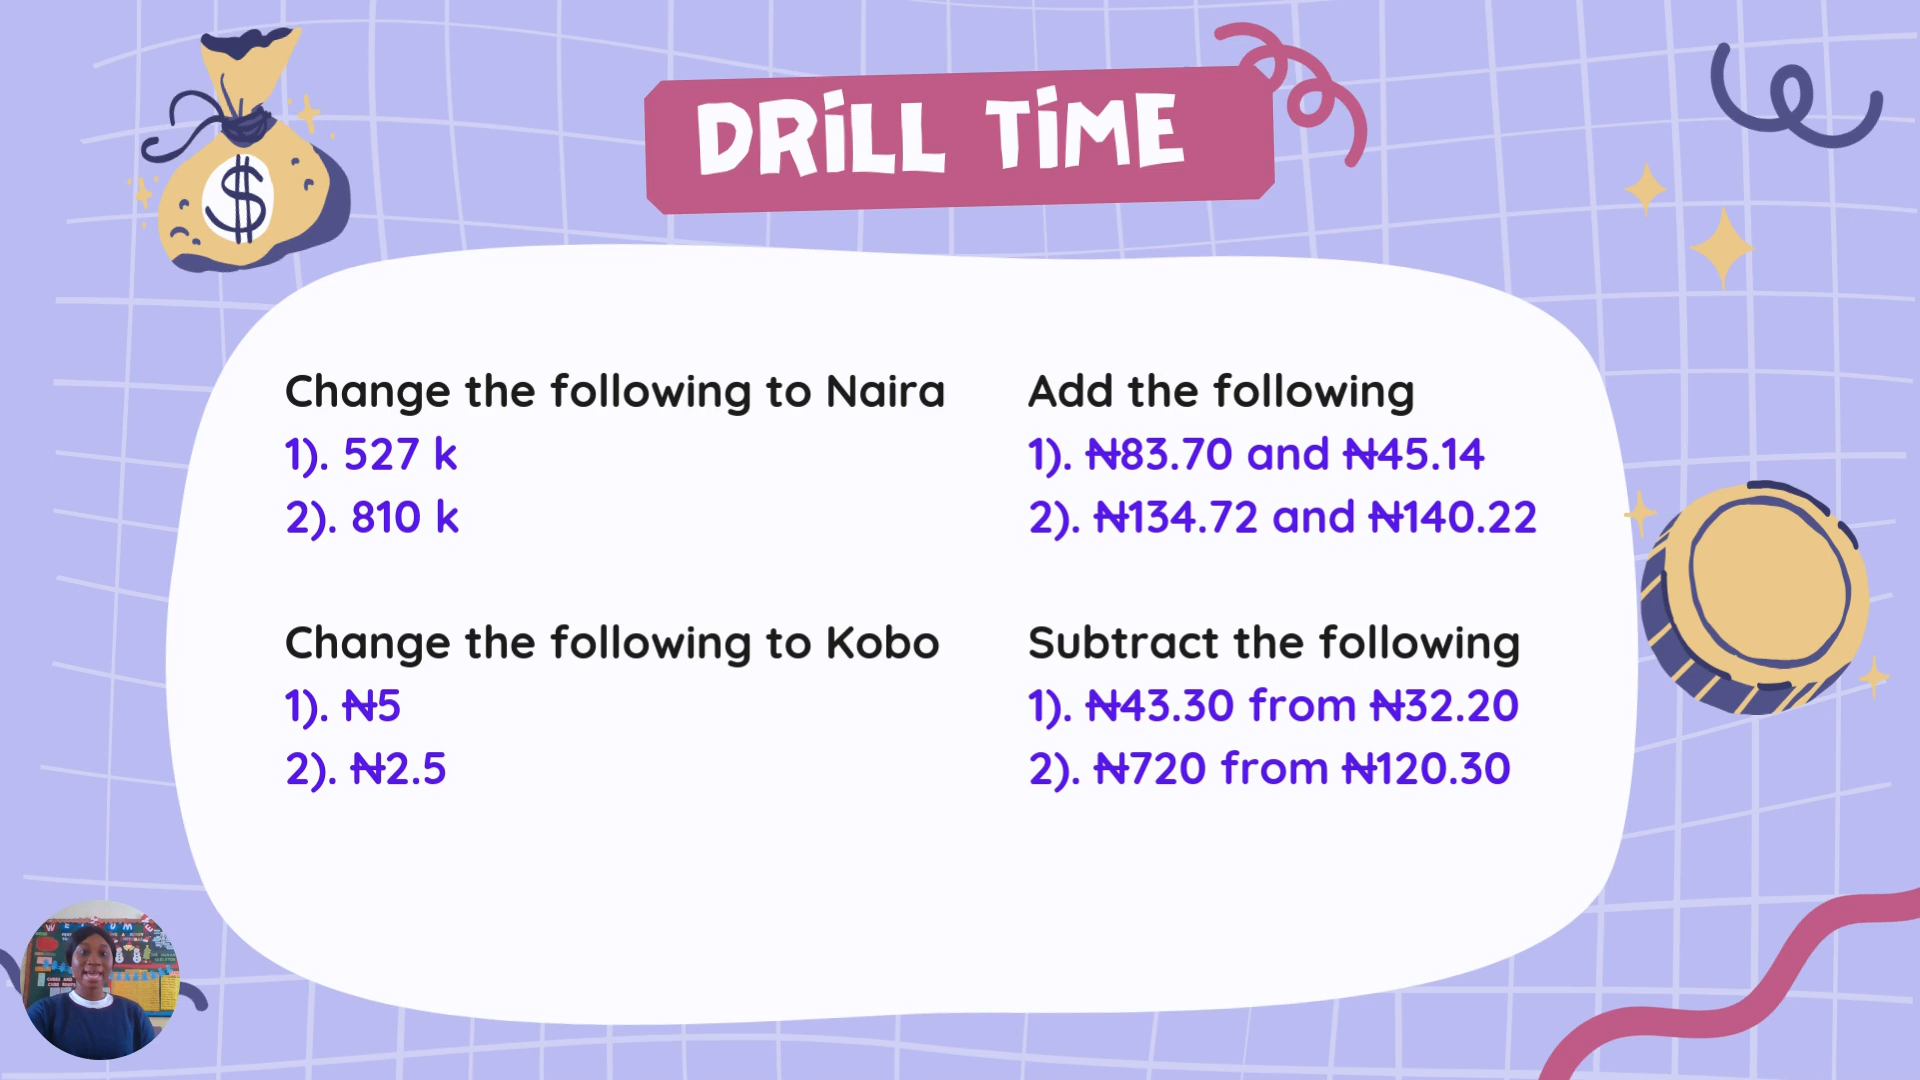 DRiLL TiME
Change the following to Naira
1). 527 k
2). 810 k
Change the following to Kobo
1). ₦5
2). ₦2.5
Add the following
1). ₦83.70 and ₦45.14
2). ₦134.72 and ₦140.22
Subtract the following
1). ₦43.30 from ₦32.20
2). ₦720 from ₦120.30
$